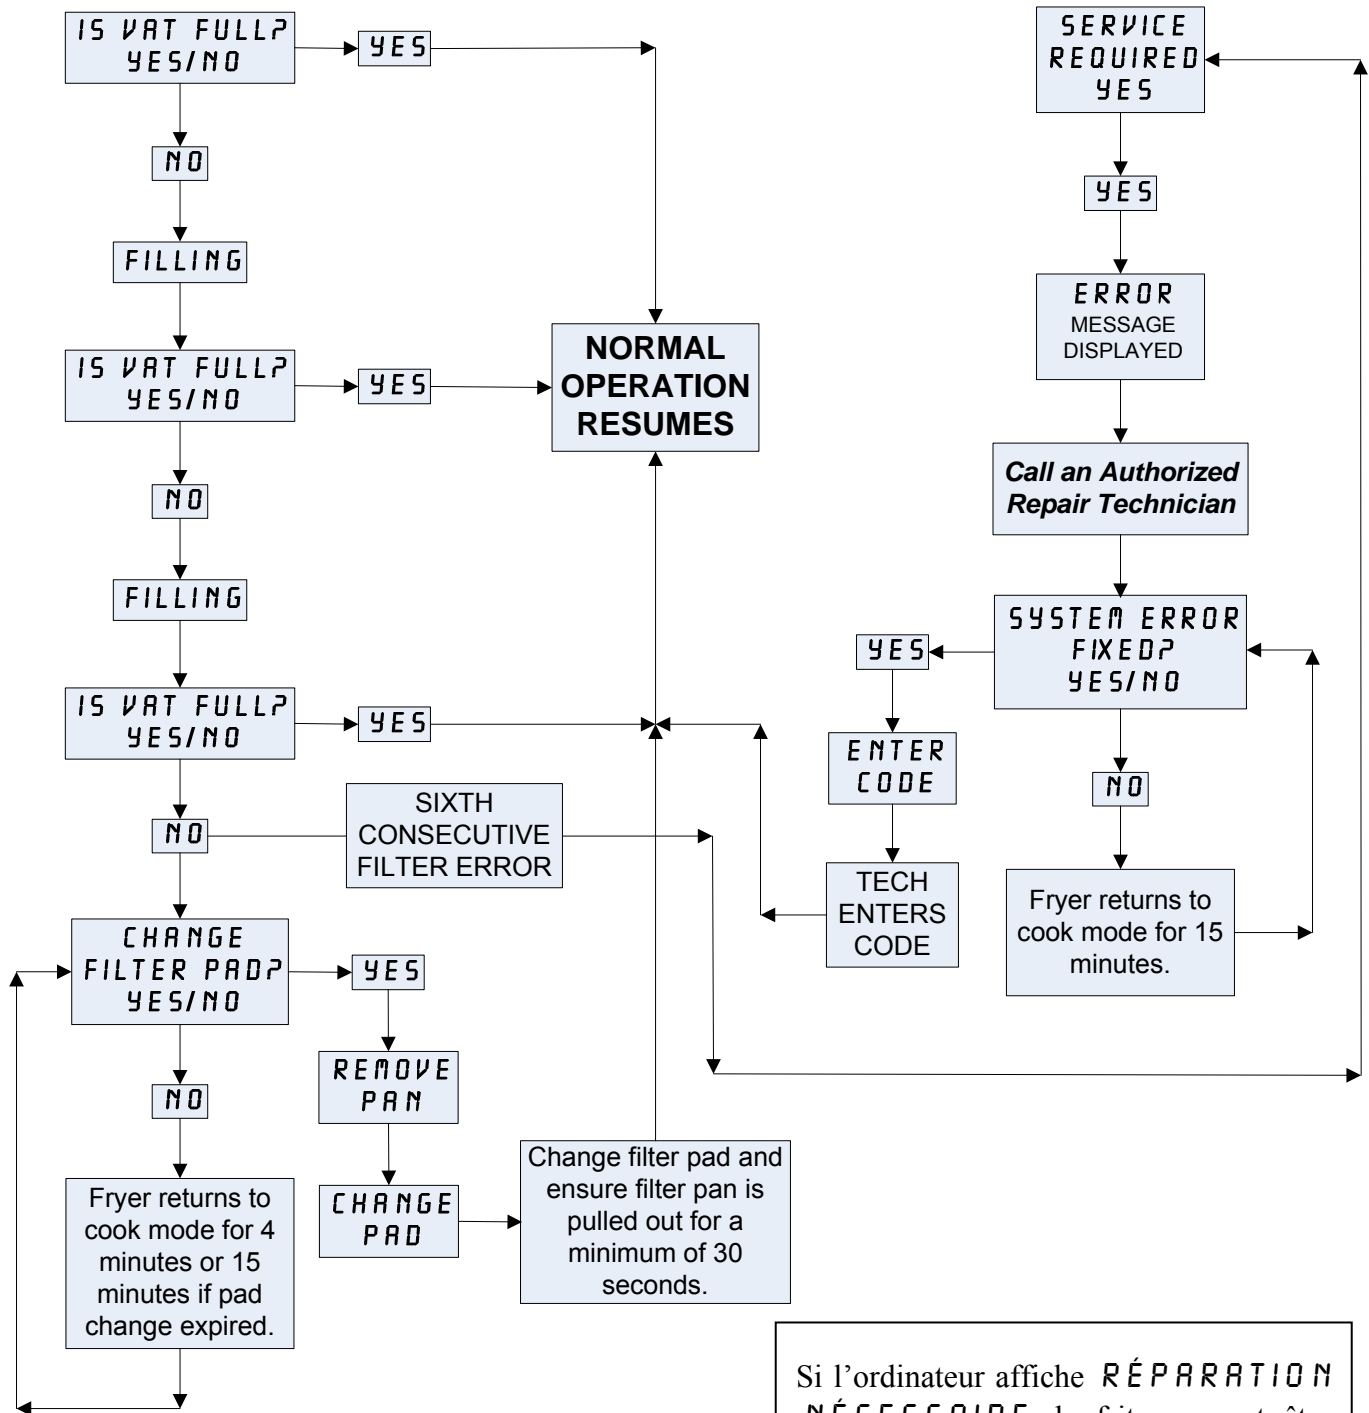 IS VAT FULL?
YES/NO
YES
NO
FILLING
IS VAT FULL?
YES/NO
YES
NO
FILLING
IS VAT FULL?
YES/NO
YES
NO
SIXTH
CONSECUTIVE
FILTER ERROR
CHANGE
FILTER PAD?
YES/NO
YES
REMOVE
PAN
CHANGE
PAD
Change filter pad and
ensure filter pan is
pulled out for a
minimum of 30
seconds.
NO
Fryer returns to
cook mode for 4
minutes or 15
minutes if pad
change expired.
NORMAL
OPERATION
RESUMES
SERVICE
REQUIRED
YES
YES
ERROR
MESSAGE
DISPLAYED
Call an Authorized
Repair Technician
SYSTEM ERROR
FIXED?
YES/NO
YES
ENTER
CODE
TECH
ENTERS
CODE
NO
Fryer returns to
cook mode for 15
minutes.
Si l'ordinateur affiche RÉPARATION
NÉCESSAIRE